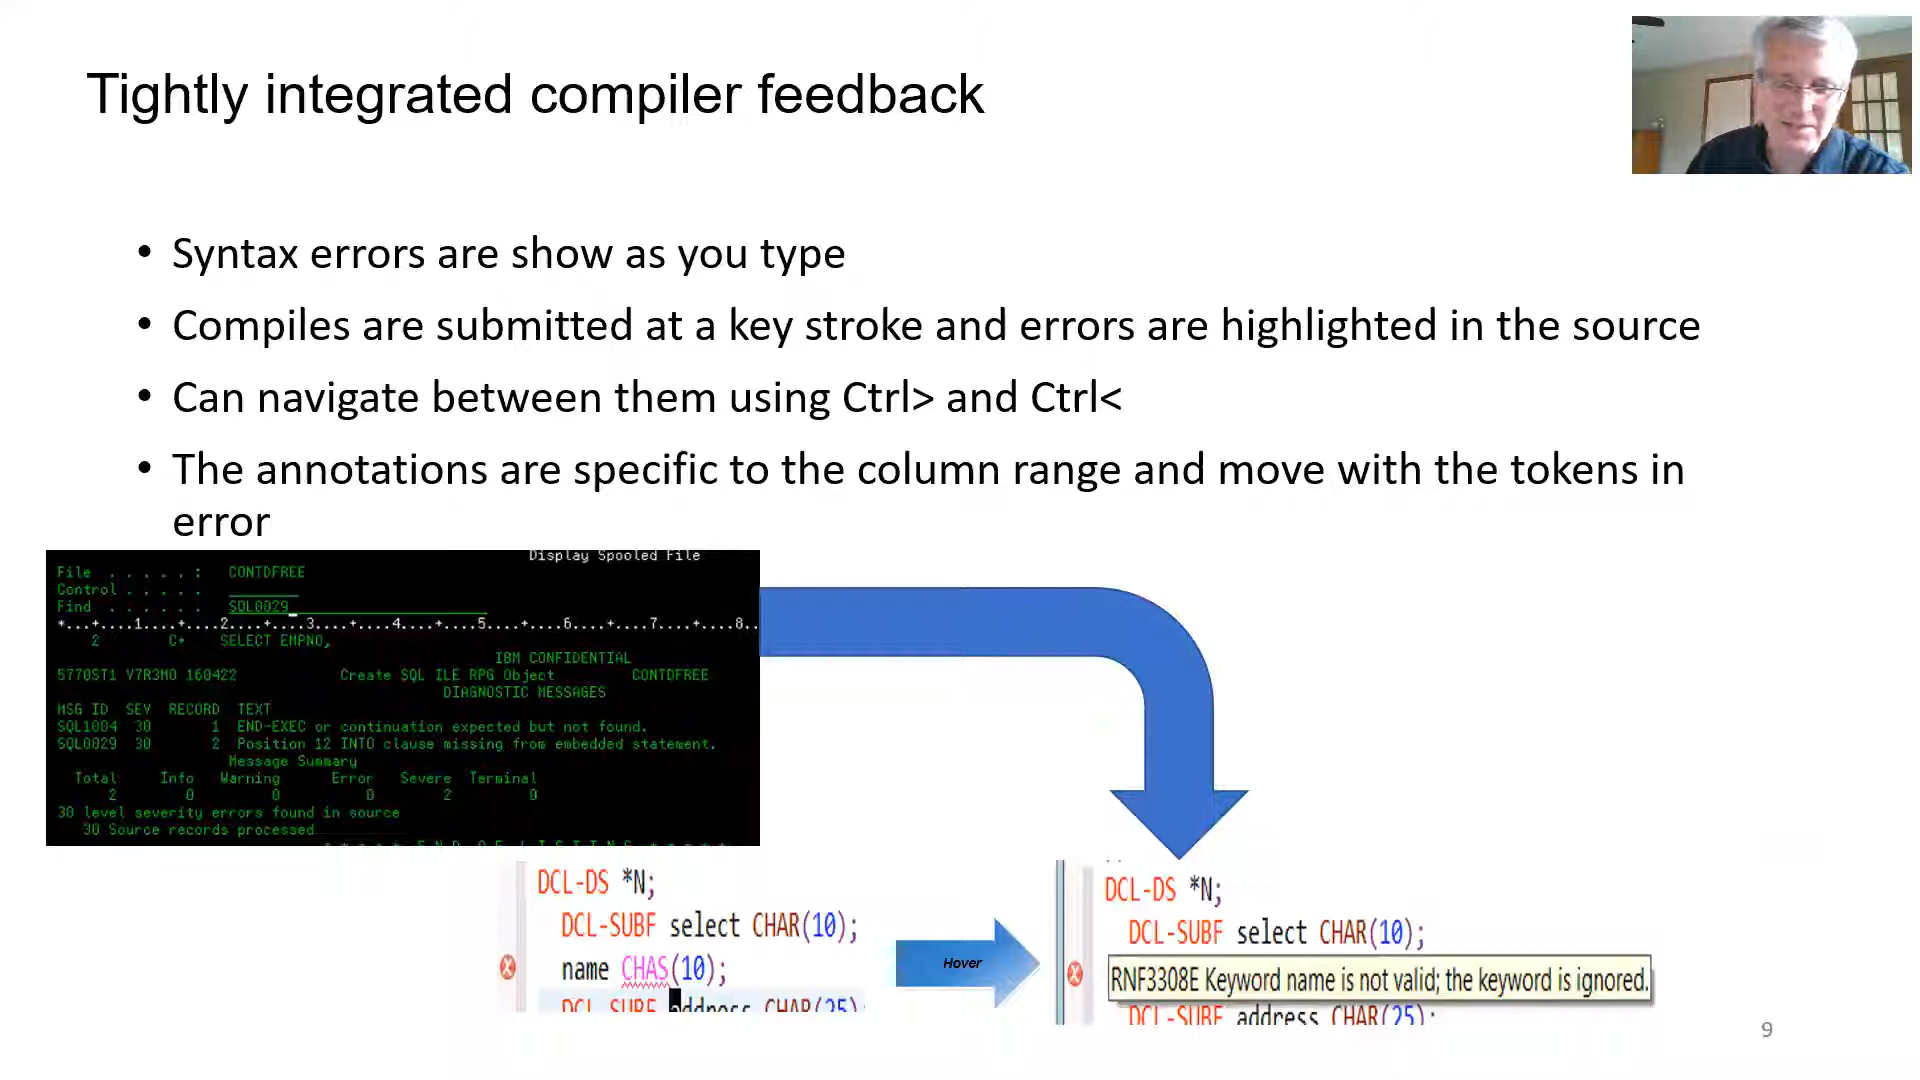 Tightly integrated compiler feedback
• Syntax errors are show as you type
• Compiles are submitted at a key stroke and errors are highlighted in the source
• Can navigate between them using Ctrl> and Ctrl<
• The annotations are specific to the column range and move with the tokens in
error
Display Spooled File
File . . . . . : CONTDFREE
Control . . . . .
Find . . . . . . SQL0029
*...+....1....+....2....+....3....+....4....+....5....+....6....+....7....+....8..
2 C+ SELECT EMPNO,
IBM CONFIDENTIAL
5770ST1 V7R3M0 160422 Create SQL ILE RPG Object CONTDFREE
DIAGNOSTIC MESSAGES
MSG ID SEV RECORD TEXT
SQL1004 30 1 END-EXEC or continuation expected but not found.
SQL0029 30 2 Position 12 INTO clause missing from embedded statement.
Message Summary
Total Info Warning Error Severe Terminal
2 0 0 0 2 0
30 level severity errors found in source
30 Source records processed
* * * * * E N D O F L I S T I N G * * * * *
DCL-DS *N;
DCL-SUBF select CHAR(10);
name CHAS(10);
DCL-SUBF address CHAR(25)
Hover
DCL-DS *N;
DCL-SUBF select CHAR(10);
RNF3308E Keyword name is not valid; the keyword is ignored.
DCL-SUBF address CHAR(25);
9